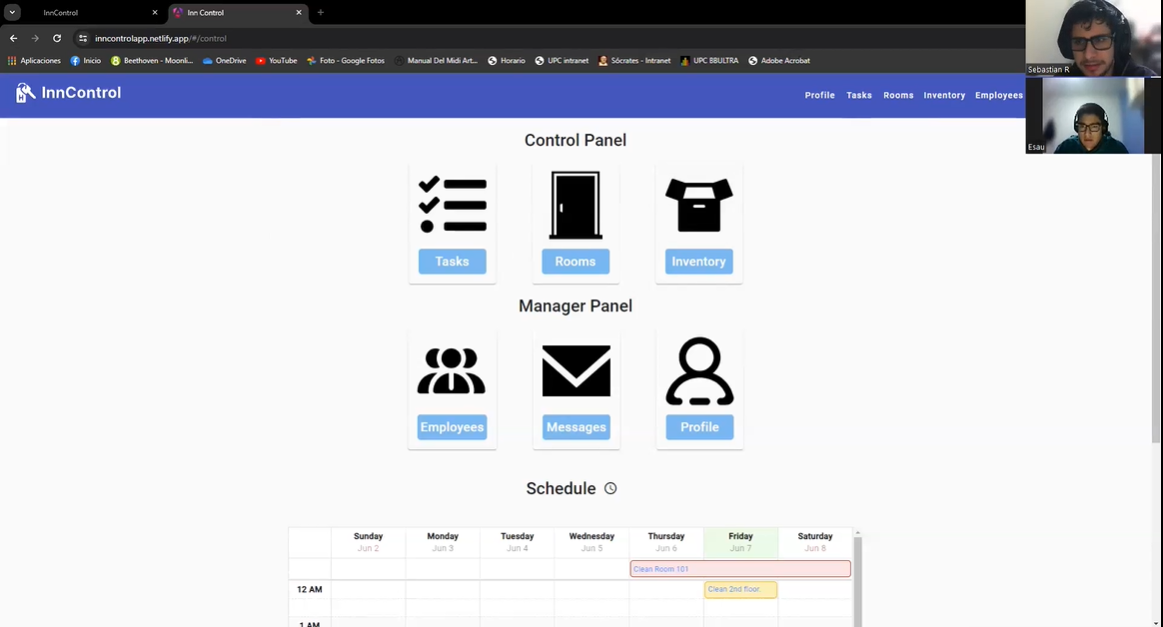 InnControl
Inn Control
inncontrolapp.netlify.app/#/control
Aplicaciones Inicio Beethoven - Moonli... OneDrive YouTube Foto - Google Fotos Manual Del Midi Art... Horario UPC intranet Sócrates - Intranet UPC BBULTRA Adobe Acrobat
Sebastian R
Esau
InnControl
Profile Tasks Rooms Inventory Employees
Control Panel
Tasks Rooms Inventory
Manager Panel
Employees Messages Profile
Schedule
Sunday Monday Tuesday Wednesday Thursday Friday Saturday
Jun 2 Jun 3 Jun 4 Jun 5 Jun 6 Jun 7 Jun 8
Clean Room 101
12 AM Clean 2nd floor.
1 AM